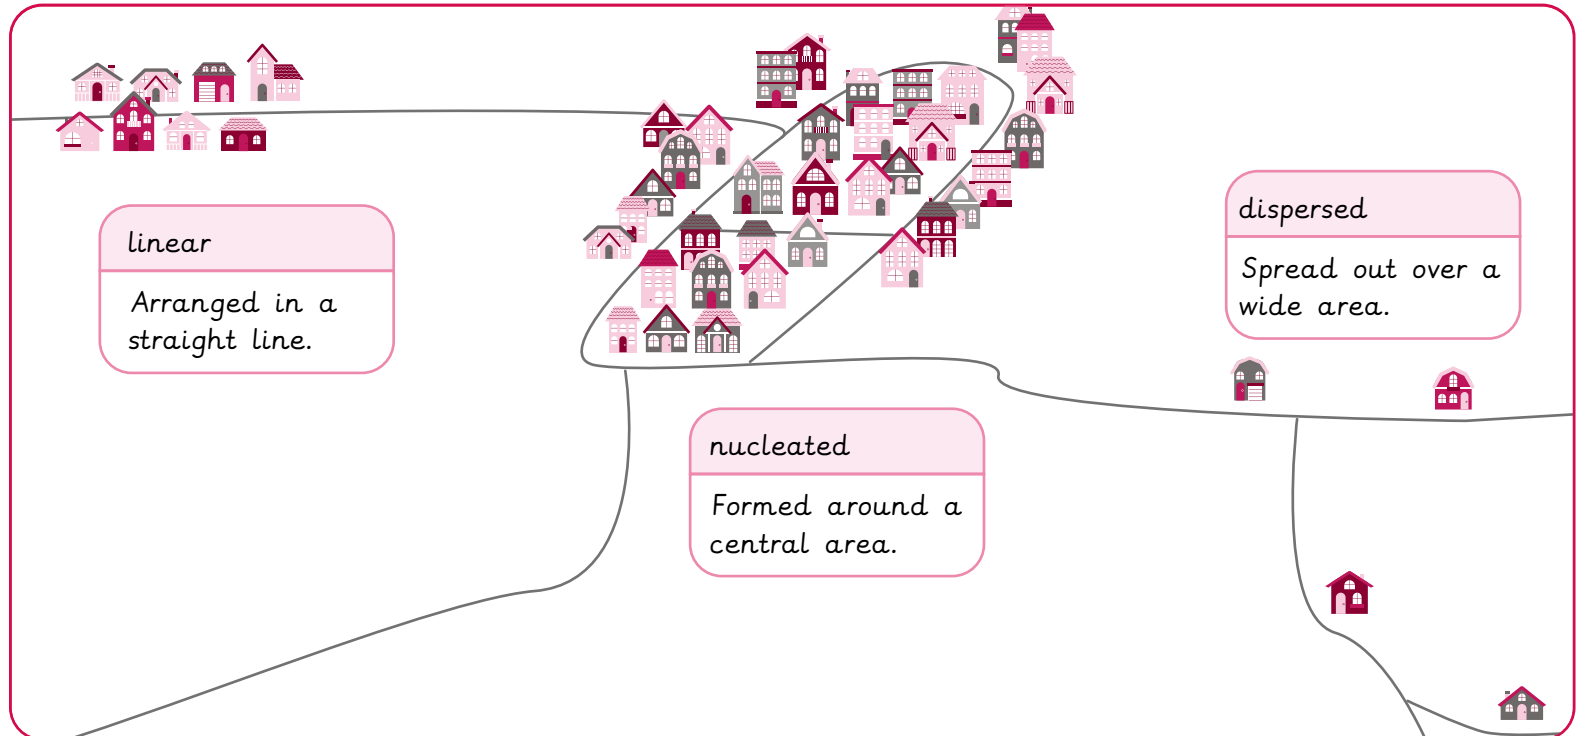 linear
Arranged in a
straight line.
nucleated
Formed around a
central area.
dispersed
Spread out over a
wide area.